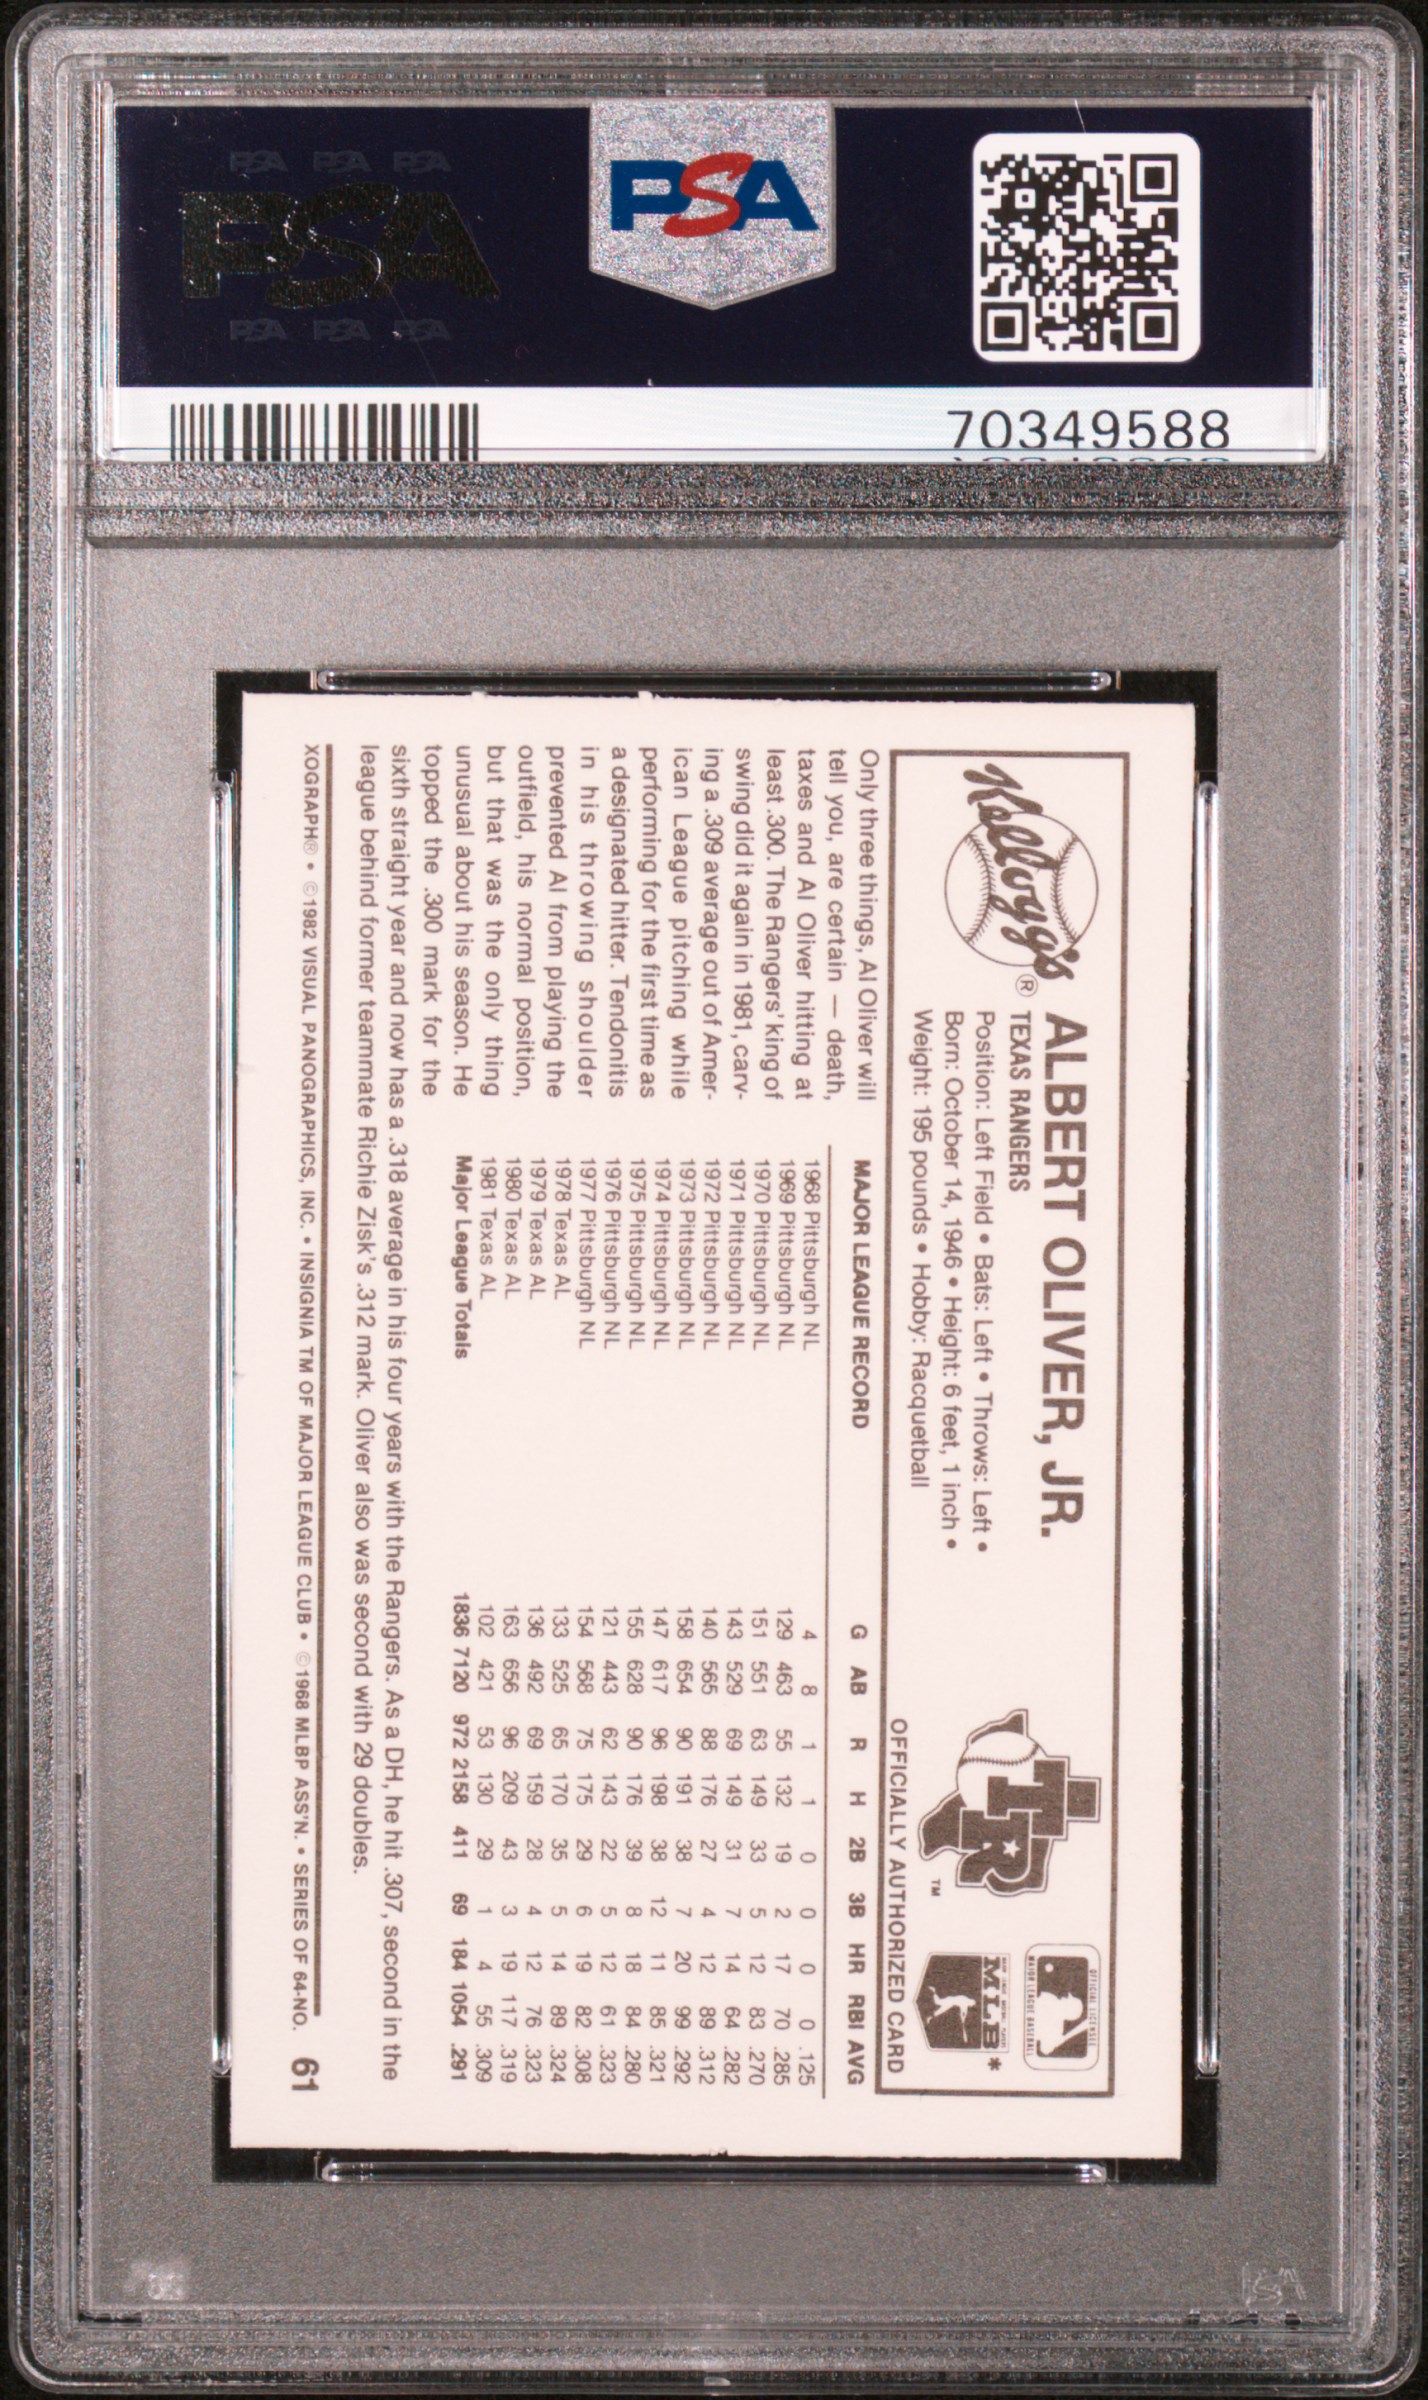 PSA PSA PSA
PSA
PSA PSA PSA
PSA
70349588
Kellogg's®
ALBERT OLIVER, JR.
TEXAS RANGERS
Position: Left Field • Bats: Left • Throws: Left •
Born: October 14, 1946 • Height: 6 feet, 1 inch •
Weight: 195 pounds • Hobby: Racquetball
TR
TM
OFFICIAL LICENSEE
MAJOR LEAGUE BASEBALL
MLB*
OFFICIALLY AUTHORIZED CARD
Only three things, Al Oliver will
tell you, are certain — death,
taxes and Al Oliver hitting at
least .300. The Rangers' king of
swing did it again in 1981, carv-
ing a .309 average out of Amer-
ican League pitching while
performing for the first time as
a designated hitter. Tendonitis
in his throwing shoulder
prevented Al from playing the
outfield, his normal position,
but that was the only thing
unusual about his season. He
topped the .300 mark for the
sixth straight year and now has a .318 average in his four years with the Rangers. As a DH, he hit .307, second in the
league behind former teammate Richie Zisk's .312 mark. Oliver also was second with 29 doubles.
MAJOR LEAGUE RECORD G AB R H 2B 3B HR RBI AVG
1968 Pittsburgh NL 4 8 1 1 0 0 0 0 .125
1969 Pittsburgh NL 129 463 55 132 19 2 17 70 .285
1970 Pittsburgh NL 151 551 63 149 33 5 12 83 .270
1971 Pittsburgh NL 143 529 69 149 31 7 14 64 .282
1972 Pittsburgh NL 140 565 88 176 27 4 12 89 .312
1973 Pittsburgh NL 158 654 90 191 38 7 20 99 .292
1974 Pittsburgh NL 147 617 96 198 38 12 11 85 .321
1975 Pittsburgh NL 155 628 90 176 39 8 18 84 .280
1976 Pittsburgh NL 121 443 62 143 22 5 12 61 .323
1977 Pittsburgh NL 154 568 75 175 29 6 19 82 .308
1978 Texas AL 133 525 65 170 35 5 14 89 .324
1979 Texas AL 136 492 69 159 28 4 12 76 .323
1980 Texas AL 163 656 96 209 43 3 19 117 .319
1981 Texas AL 102 421 53 130 29 1 4 55 .309
Major League Totals 1836 7120 972 2158 411 69 184 1054 .291
XOGRAPH® • ©1982 VISUAL PANOGRAPHICS, INC. • INSIGNIA TM OF MAJOR LEAGUE CLUB • ©1968 MLBP ASS'N. • SERIES OF 64-NO. 61
PSA